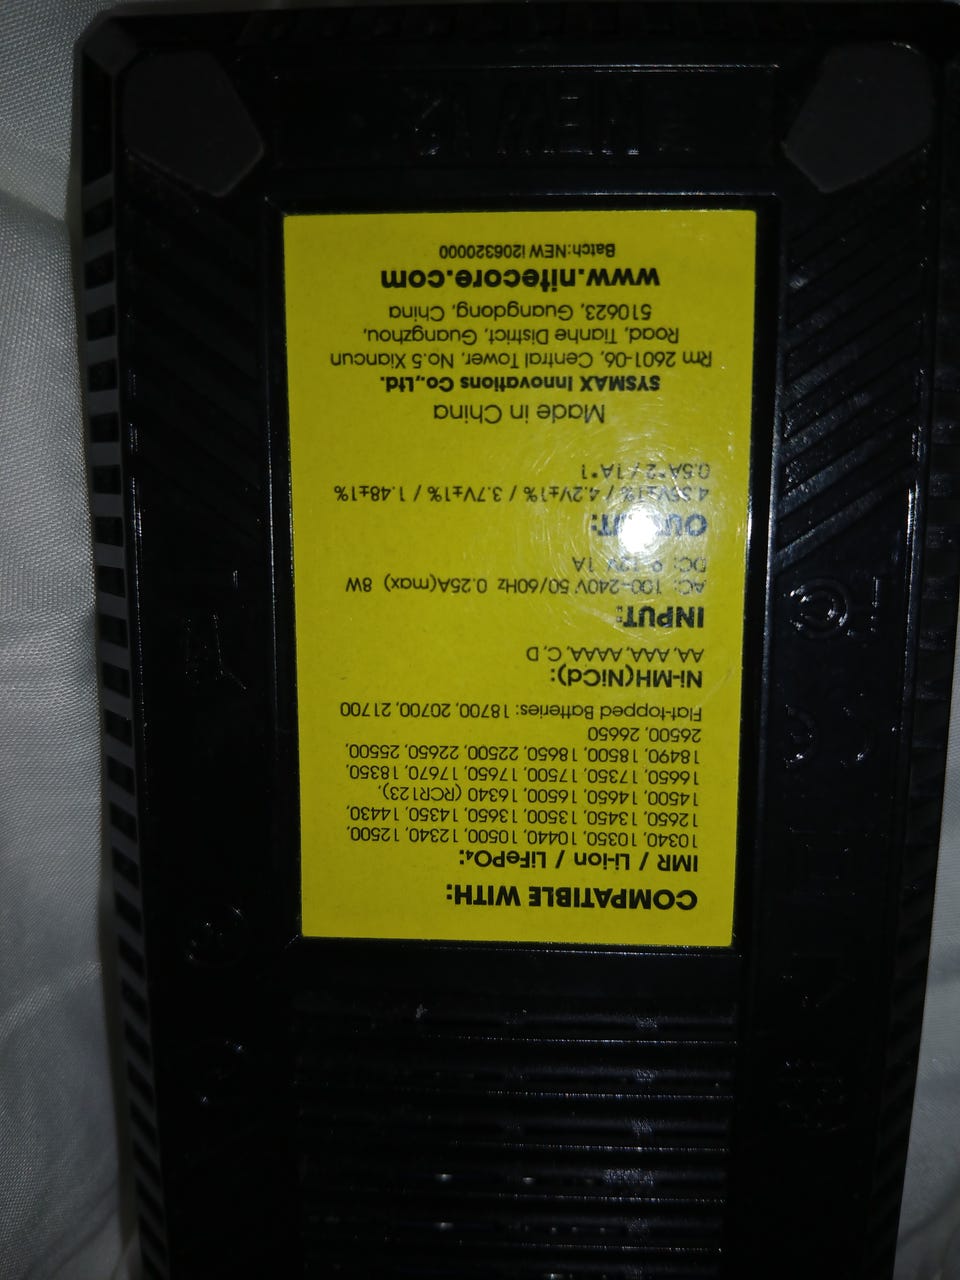 COMPATIBLE WITH:
IMR / Li-ion / LiFePO₄:
10340, 10350, 10440, 10500, 12340, 12500,
12650, 13450, 13500, 13650, 14350, 14430,
14500, 14650, 16500, 16340 (RCR123),
16650, 17350, 17500, 17650, 17670, 18350,
18490, 18500, 18650, 22500, 22650, 25500,
26500, 26650
Flat-topped Batteries: 18700, 20700, 21700
Ni-MH(NiCd):
AA, AAA, AAAA, C, D
INPUT:
AC: 100-240V 50/60Hz 0.25A(max) 8W
DC: 9-12V 1A
OUTPUT:
4.35V±1% / 4.2V±1% / 3.7V±1% / 1.48±1%
0.5A*2 / 1A*1
Made in China
SYSMAX Innovations Co.,Ltd.
Rm 2601-06, Central Tower, No.5 Xiancun
Road, Tianhe District, Guangzhou,
510623, Guangdong, China
www.nitecore.com
Batch:NEW i206320000
NEW i2